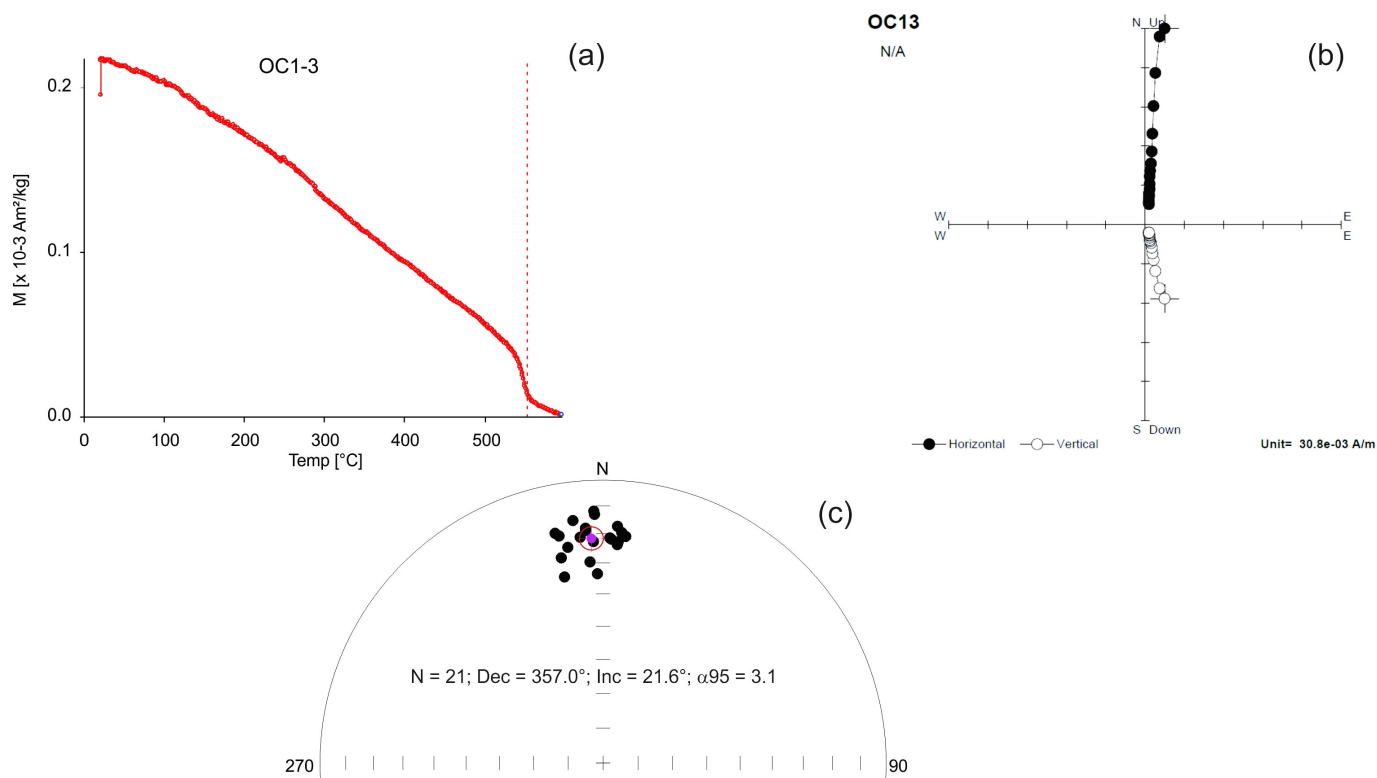 OC1-3
(a)
0.2
0.1
0.0
M [x 10-3 Am²/kg]
0
100
200
300
400
500
Temp [°C]
OC13
N/A
N Up
(b)
W
E
W
E
S Down
Horizontal
Vertical
Unit= 30.8e-03 A/m
(c)
N
N = 21; Dec = 357.0°; Inc = 21.6°; α95 = 3.1
270
90